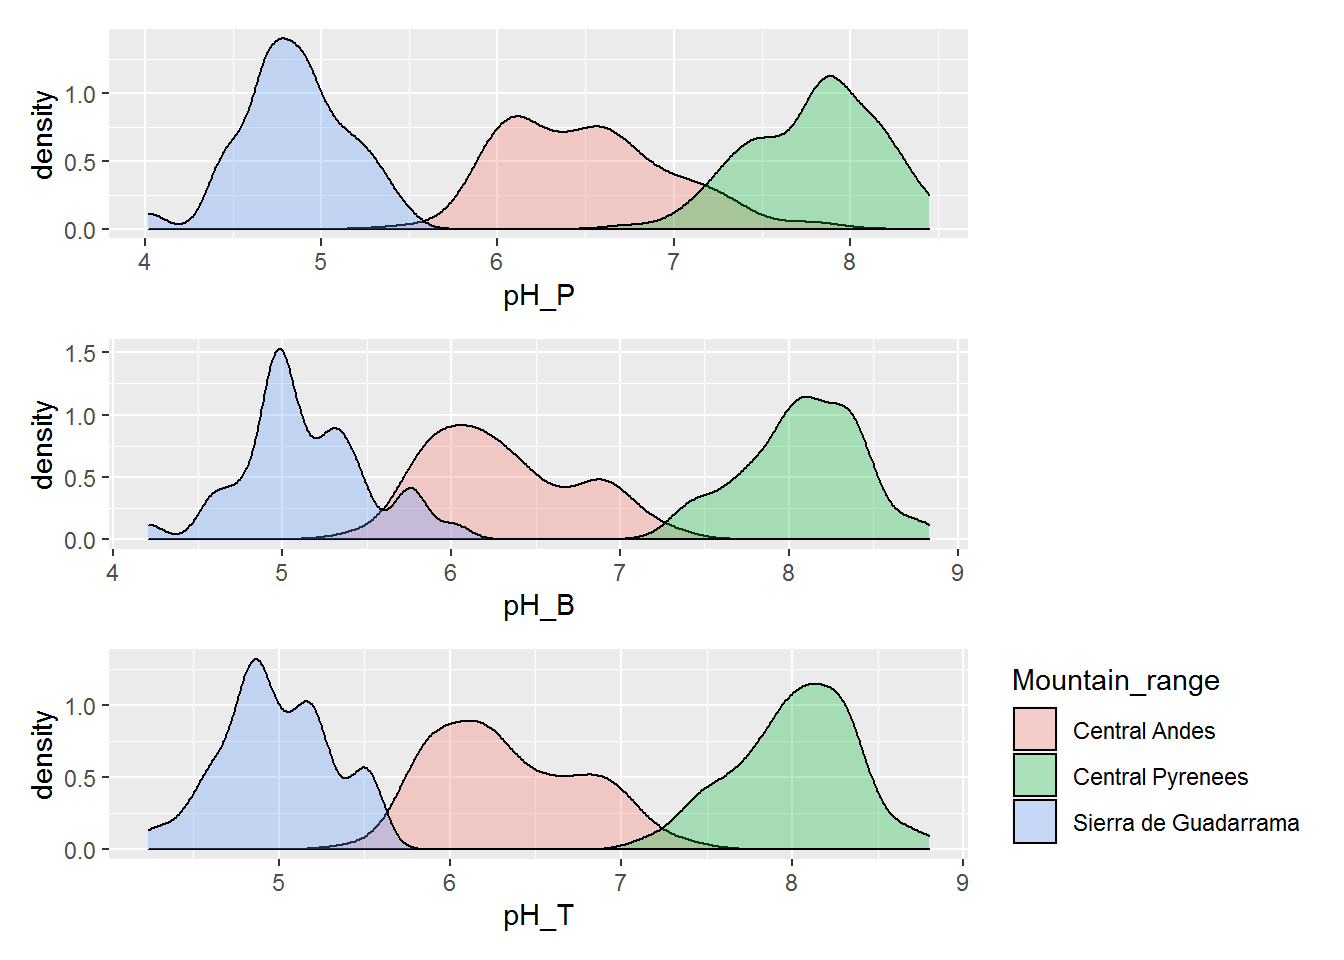 density
1.0
0.5
0.0
4 5 6 7 8
pH_P
density
1.5
1.0
0.5
0.0
4 5 6 7 8 9
pH_B
density
1.0
0.5
0.0
5 6 7 8 9
pH_T
Mountain_range
Central Andes
Central Pyrenees
Sierra de Guadarrama